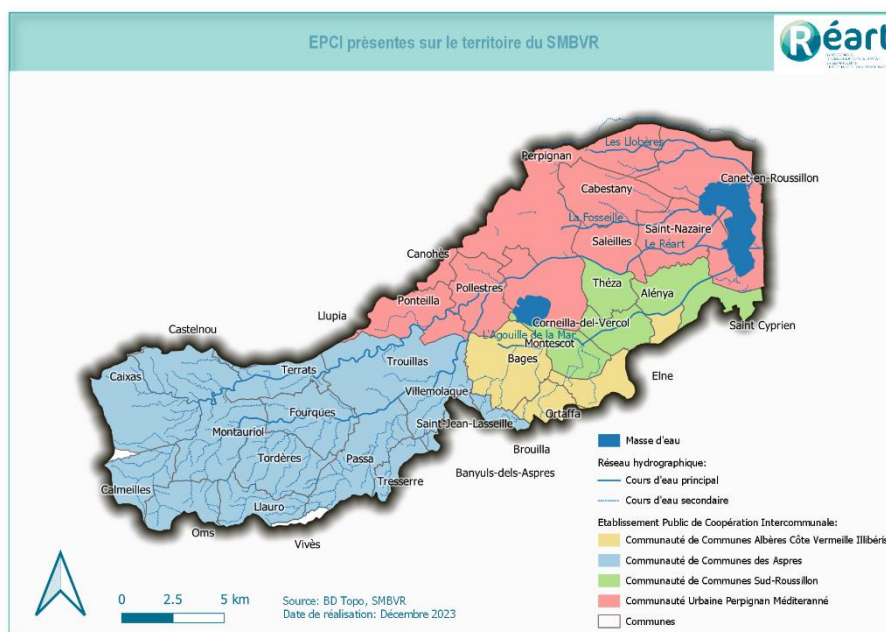 EPCI présentes sur le territoire du SMBVR
Réart
Les Llobères
Perpignan
Canet-en-Roussillon
Cabestany
La Fosseille
Saint-Nazaire
Saleilles
Le Réart
Canohès
Théza
Pollestres
Alénya
Ponteilla
Llupia
Corneilla-del-Vercol
Saint Cyprien
Castelnou
L'Agouille de la Mar
Montescot
Trouillas
Bages
Terrats
Elne
Caixas
Villemolaque
Fourques
Ortaffa
Saint-Jean-Lasseille
Montauriol
Brouilla
Tordères
Passa
Banyuls-dels-Aspres
Tresserre
Calmeilles
Llauro
Oms
Vivès
Masse d'eau
Réseau hydrographique:
Cours d'eau principal
Cours d'eau secondaire
Etablissement Public de Coopération Intercommunale:
Communauté de Communes Albères Côte Vermeille Illibéris
Communauté de Communes des Aspres
Communauté de Communes Sud-Roussillon
Communauté Urbaine Perpignan Méditeranné
Communes
0 2.5 5 km
Source: BD Topo, SMBVR
Date de réalisation: Décembre 2023